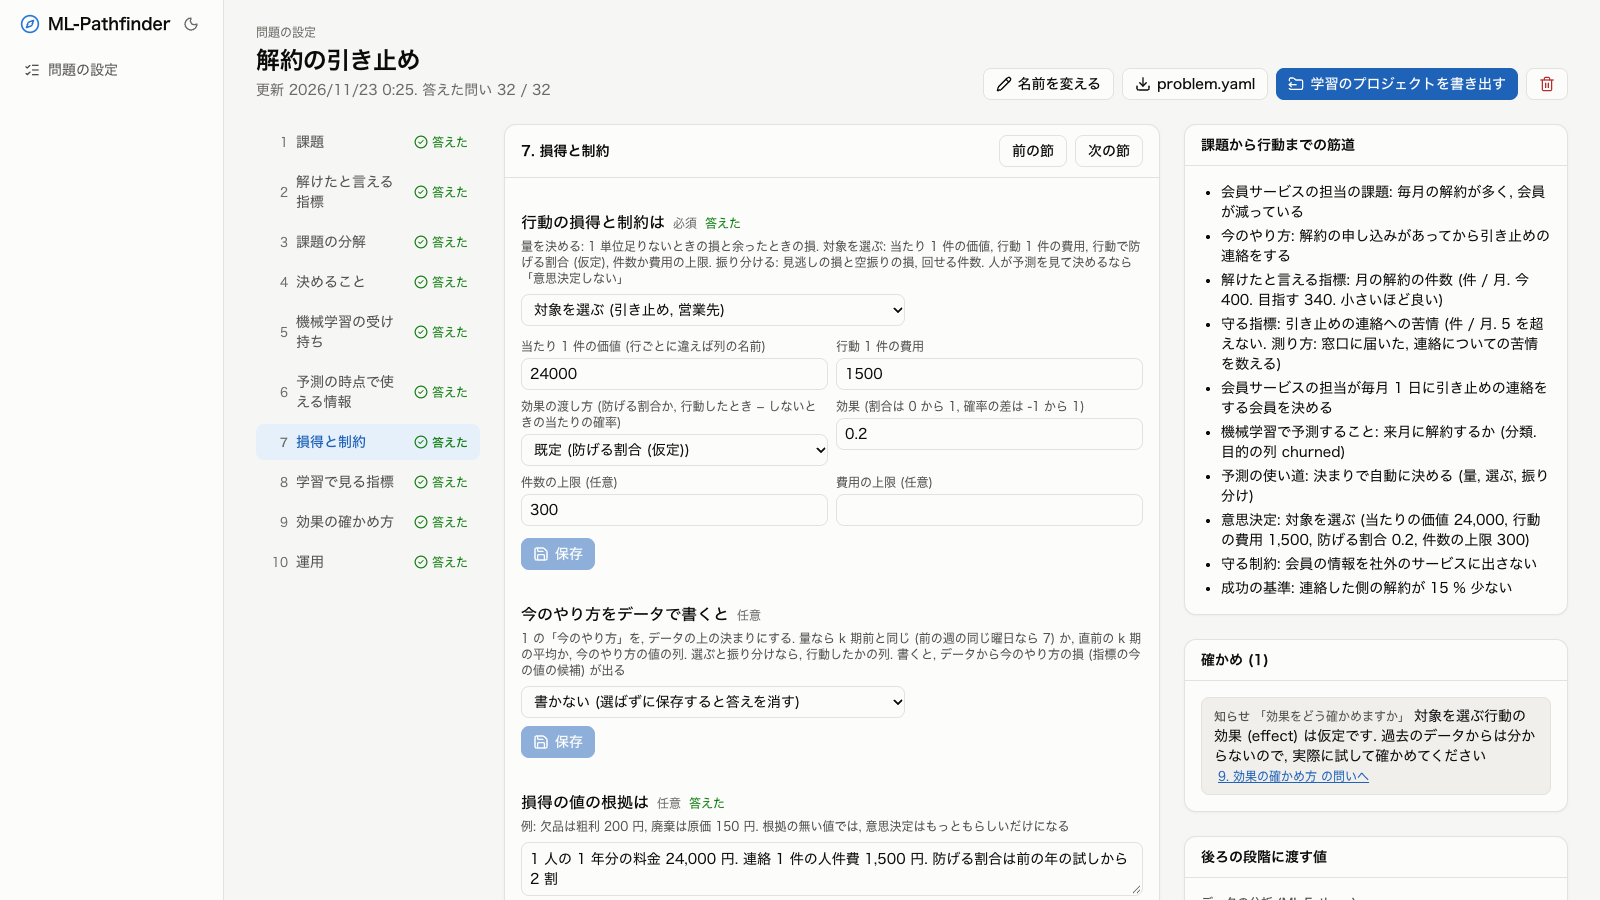 ML-Pathfinder
問題の設定
問題の設定
解約の引き止め
更新 2026/11/23 0:25. 答えた問い 32 / 32
名前を変える
problem.yaml
学習のプロジェクトを書き出す
1 課題 答えた
2 解けたと言える指標 答えた
3 課題の分解 答えた
4 決めること 答えた
5 機械学習の受け持ち 答えた
6 予測の時点で使える情報 答えた
7 損得と制約 答えた
8 学習で見る指標 答えた
9 効果の確かめ方 答えた
10 運用 答えた
7. 損得と制約
前の節
次の節
行動の損得と制約は 必須 答えた
量を決める: 1 単位足りないときの損と余ったときの損. 対象を選ぶ: 当たり 1 件の価値, 行動 1 件の費用, 行動で防
げる割合 (仮定), 件数か費用の上限. 振り分ける: 見逃しの損と空振りの損, 回せる件数. 人が予測を見て決めるなら
「意思決定しない」
対象を選ぶ (引き止め, 営業先)
当たり 1 件の価値 (行ごとに違えば列の名前)
24000
行動 1 件の費用
1500
効果の渡し方 (防げる割合か, 行動したとき − しないと
きの当たりの確率)
既定 (防げる割合 (仮定))
効果 (割合は 0 から 1, 確率の差は -1 から 1)
0.2
件数の上限 (任意)
300
費用の上限 (任意)
保存
今のやり方をデータで書くと 任意
1 の「今のやり方」を, データの上の決まりにする. 量なら k 期前と同じ (前の週の同じ曜日なら 7) か, 直前の k 期
の平均か, 今のやり方の値の列. 選ぶと振り分けなら, 行動したかの列. 書くと, データから今のやり方の損 (指標の今
の値の候補) が出る
書かない (選ばずに保存すると答えを消す)
保存
損得の値の根拠は 任意 答えた
例: 欠品は粗利 200 円, 廃棄は原価 150 円. 根拠の無い値では, 意思決定はもっともらしいだけになる
1 人の 1 年分の料金 24,000 円. 連絡 1 件の人件費 1,500 円. 防げる割合は前の年の試しから
2 割
課題から行動までの筋道
会員サービスの担当の課題: 毎月の解約が多く, 会員
が減っている
今のやり方: 解約の申し込みがあってから引き止めの
連絡をする
解けたと言える指標: 月の解約の件数 (件 / 月. 今
400. 目指す 340. 小さいほど良い)
守る指標: 引き止めの連絡への苦情 (件 / 月. 5 を超
えない. 測り方: 窓口に届いた, 連絡についての苦情
を数える)
会員サービスの担当が毎月 1 日に引き止めの連絡を
する会員を決める
機械学習で予測すること: 来月に解約するか (分類.
目的の列 churned)
予測の使い道: 決まりで自動に決める (量, 選ぶ, 振り
分け)
意思決定: 対象を選ぶ (当たりの価値 24,000, 行動
の費用 1,500, 防げる割合 0.2, 件数の上限 300)
守る制約: 会員の情報を社外のサービスに出さない
成功の基準: 連絡した側の解約が 15 % 少ない
確かめ (1)
知らせ 「効果をどう確かめますか」 対象を選ぶ行動の
効果 (effect) は仮定です. 過去のデータからは分か
らないので, 実際に試して確かめてください
9. 効果の確かめ方 の問いへ
後ろの段階に渡す値